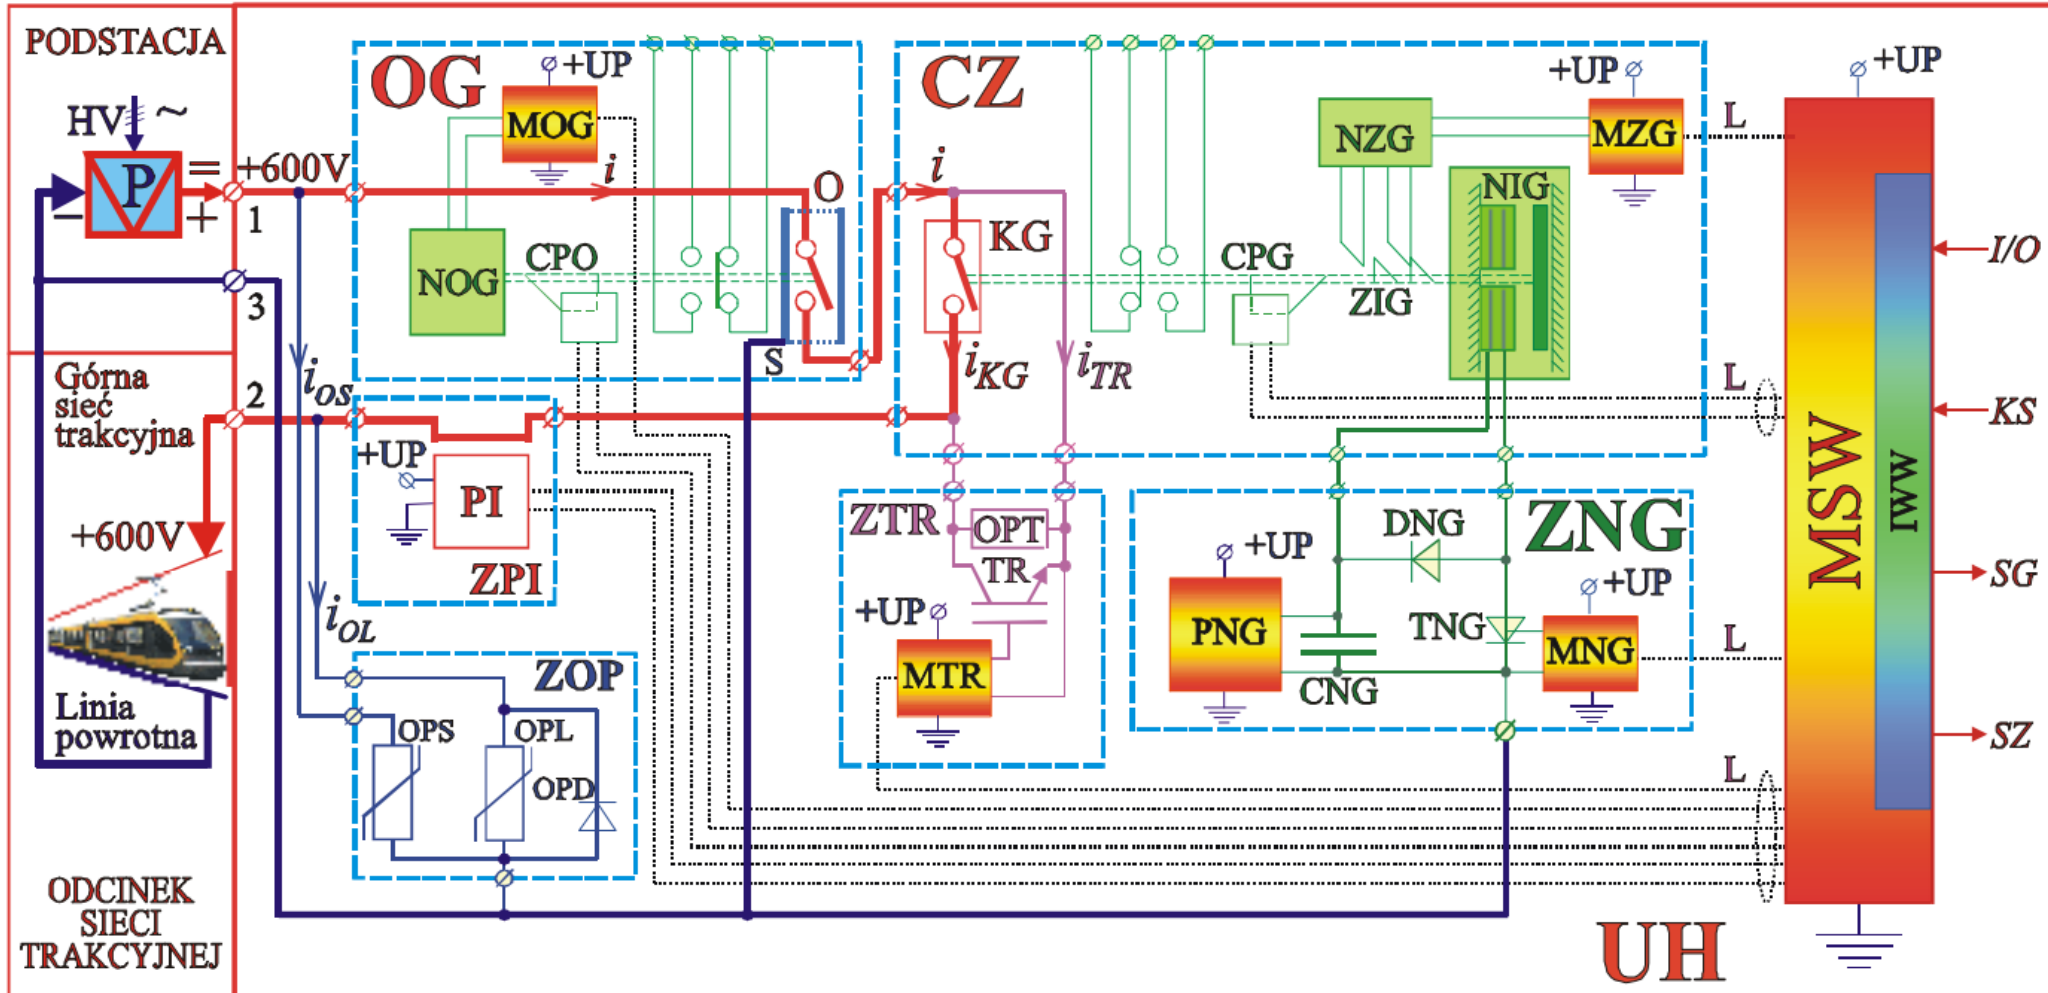 PODSTACJA
HV
~
P
=
+600V
−
+
1
3
Górna
sieć
trakcyjna
2
+600V
Linia
powrotna
ODCINEK
SIECI
TRAKCYJNEJ
OG
+UP
MOG
i
O
NOG
CPO
S
iOS
+UP
PI
ZPI
iOL
ZOP
OPS
OPL
OPD
CZ
i
KG
iKG
iTR
CPG
NZG
ZIG
NIG
+UP
MZG
L
L
ZTR
OPT
TR
+UP
MTR
ZNG
DNG
+UP
PNG
CNG
TNG
+UP
MNG
L
L
+UP
MSW
IWW
I/O
KS
SG
SZ
UH